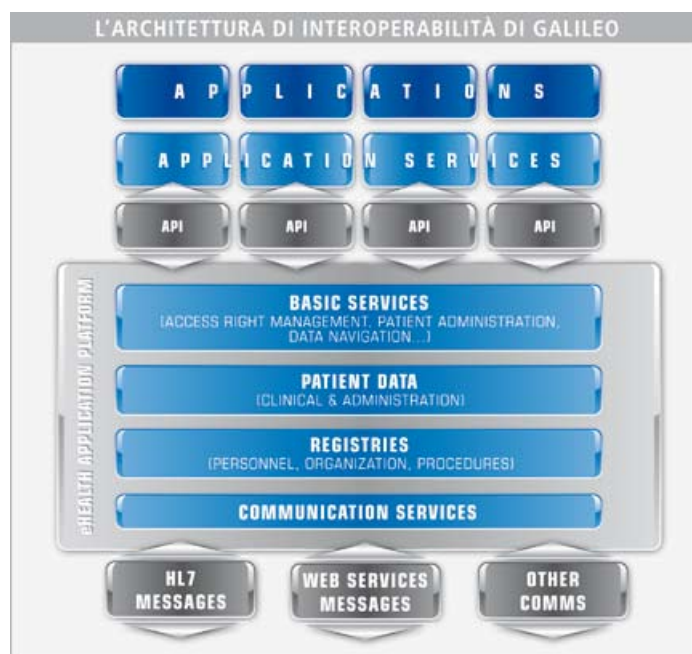 L'ARCHITETTURA DI INTEROPERABILITÀ DI GALILEO
APPLICATIONS
APPLICATION SERVICES
API API API API
eHEALTH APPLICATION PLATFORM
BASIC SERVICES
(ACCESS RIGHT MANAGEMENT, PATIENT ADMINISTRATION,
DATA NAVIGATION...)
PATIENT DATA
(CLINICAL & ADMINISTRATION)
REGISTRIES
(PERSONNEL, ORGANIZATION, PROCEDURES)
COMMUNICATION SERVICES
HL7
MESSAGES
WEB SERVICES
MESSAGES
OTHER
COMMS